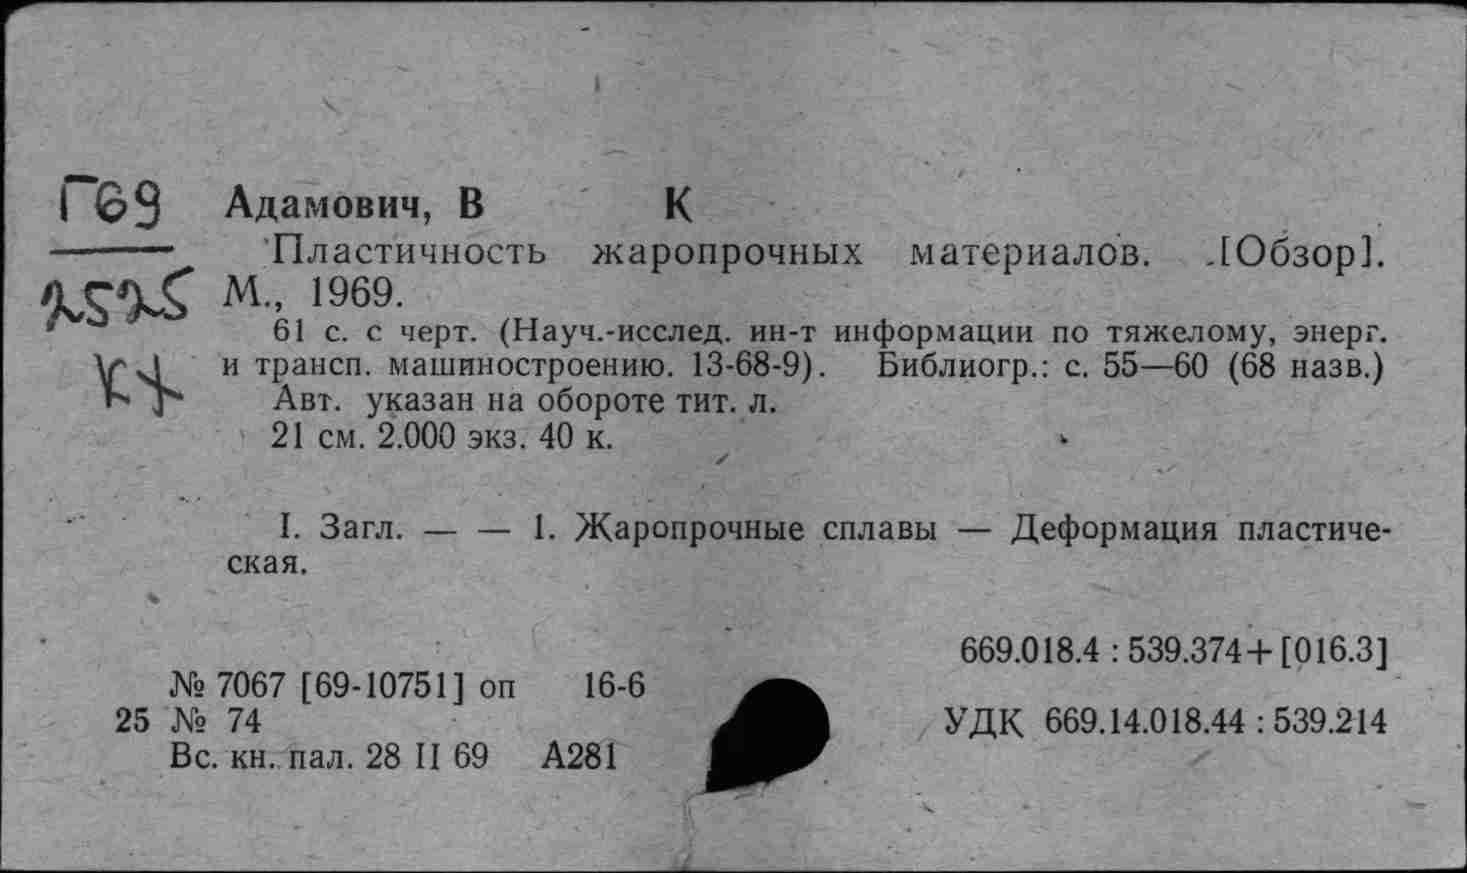 Г69
Адамович, В К
Пластичность жаропрочных материалов. [Обзор].
М., 1969.
61 с. с черт. (Науч.-исслед. ин-т информации по тяжелому, энерг.
и трансп. машиностроению. 13-68-9). Библиогр.: с. 55—60 (68 назв.)
Авт. указан на обороте тит. л.
21 см. 2.000 экз. 40 к.
I. Загл. — — 1. Жаропрочные сплавы — Деформация пластиче-
ская.
669.018.4 : 539.374+[016.3]
№ 7067 [69-10751] оп 16-6
25 № 74
УДК 669.14.018.44 : 539.214
Вс. кн. пал. 28 II 69 А281